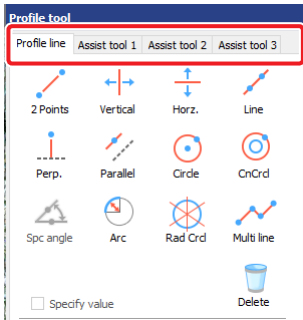 Profile tool
Profile line Assist tool 1 Assist tool 2 Assist tool 3
2 Points Vertical Horz. Line
Perp. Parallel Circle CnCrcl
Spc angle Arc Rad Crcl Multi line
Specify value Delete